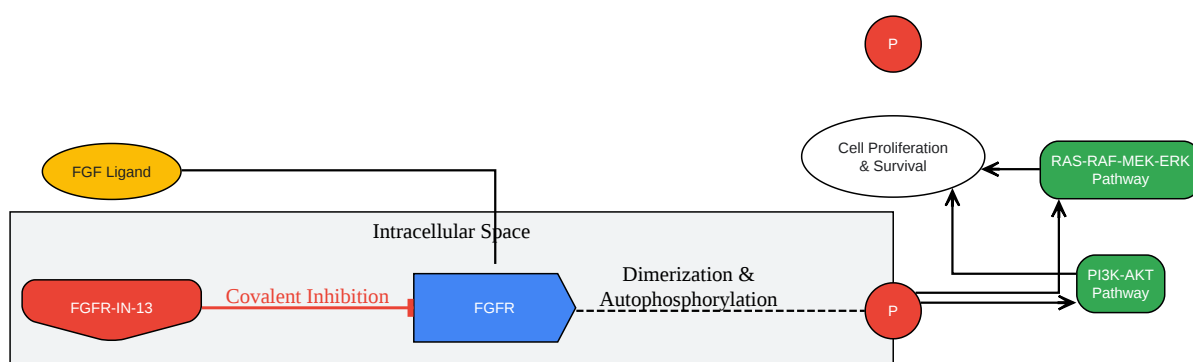 P
Cell Proliferation
& Survival
RAS-RAF-MEK-ERK
Pathway
FGF Ligand
Intracellular Space
FGFR-IN-13
Covalent Inhibition
FGFR
Dimerization &
Autophosphorylation
P
PI3K-AKT
Pathway